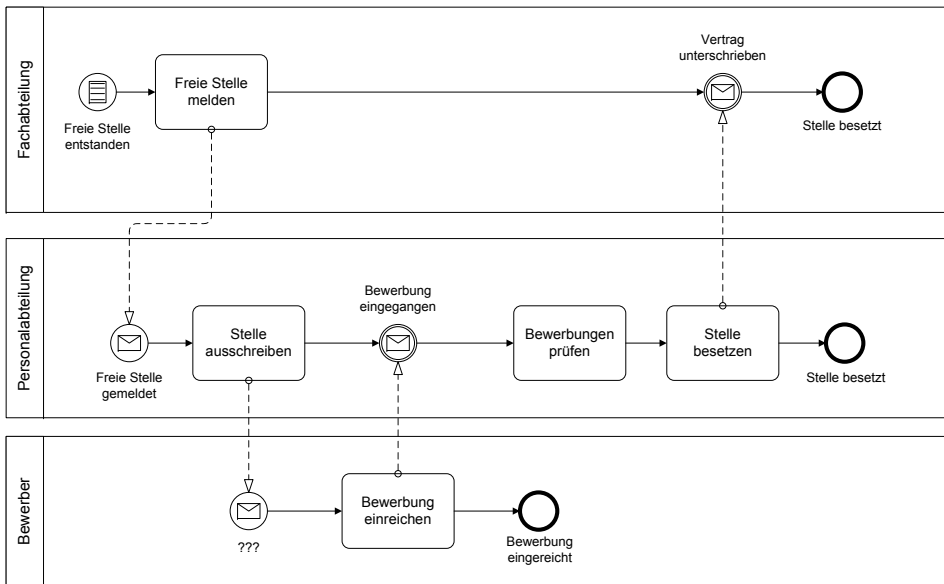 Fachabteilung
Freie Stelle
entstanden
Freie Stelle
melden
Vertrag
unterschrieben
Stelle besetzt
Personalabteilung
Freie Stelle
gemeldet
Stelle
ausschreiben
Bewerbung
eingegangen
Bewerbungen
prüfen
Stelle
besetzen
Stelle besetzt
Bewerber
???
Bewerbung
einreichen
Bewerbung
eingereicht